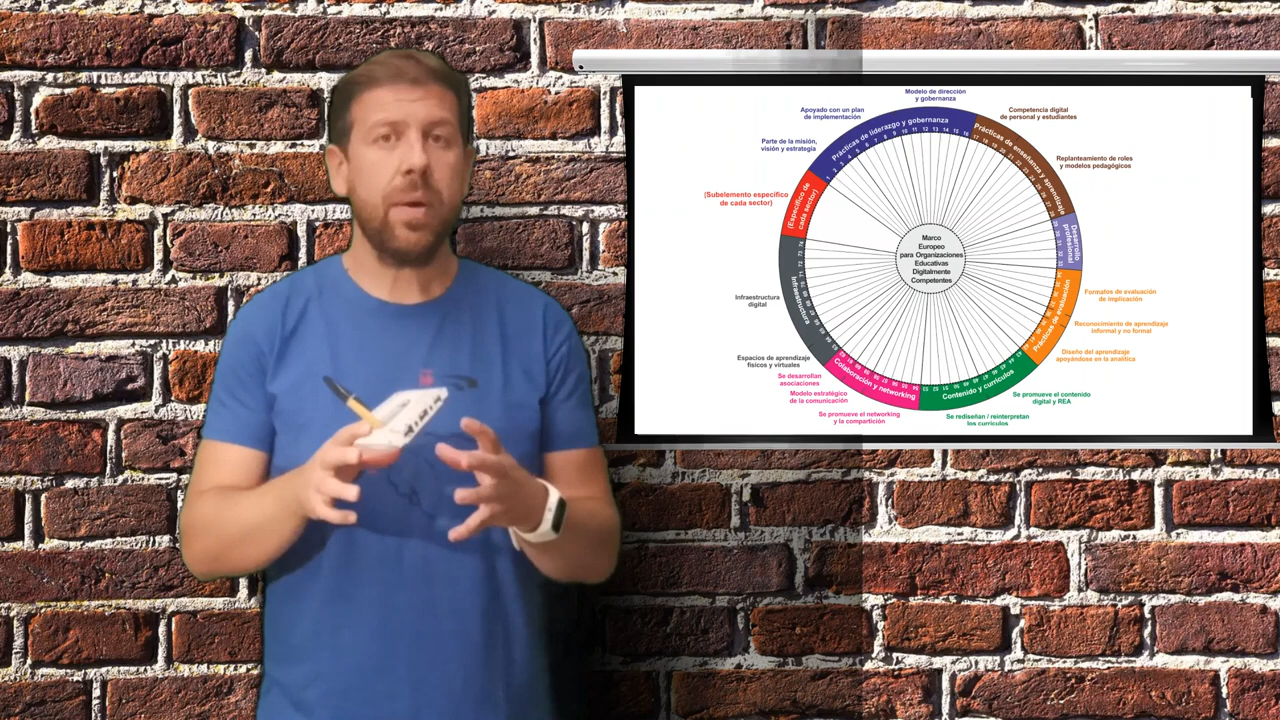 Modelo de dirección
y gobernanza
Apoyado con un plan
de implementación
Competencia digital
de personal y estudiantes
Parte de la misión,
visión y estrategia
Replanteamiento de roles
y modelos pedagógicos
(Subelemento específico
de cada sector)
Prácticas de liderazgo y gobernanza
Prácticas de enseñanza y aprendizaje
(Específico de
cada sector)
Desarrollo
profesional
Marco
Europeo
para Organizaciones
Educativas
Digitalmente
Competentes
Infraestructura
digital
Infraestructura
Prácticas de evaluación
Formatos de evaluación
de implicación
Reconocimiento de aprendizaje
informal y no formal
Diseño del aprendizaje
apoyándose en la analítica
Espacios de aprendizaje
físicos y virtuales
Colaboración y networking
Contenido y currículos
Se desarrollan
asociaciones
Modelo estratégico
de la comunicación
Se promueve el networking
y la compartición
Se promueve el contenido
digital y REA
Se rediseñan / reinterpretan
los currículos